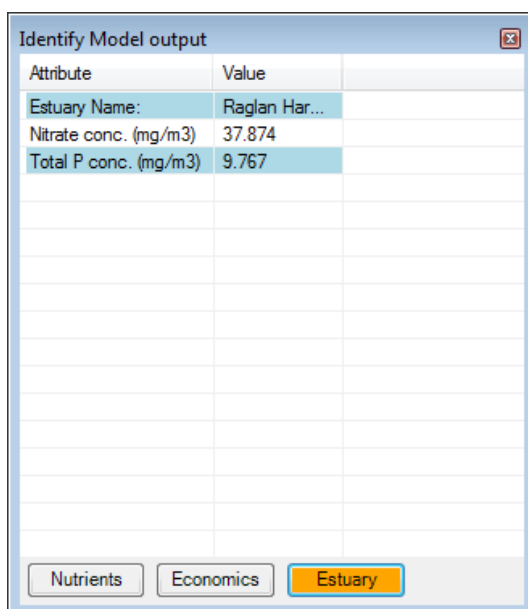 Identify Model output
Attribute Value
Estuary Name: Raglan Har...
Nitrate conc. (mg/m3) 37.874
Total P conc. (mg/m3) 9.767
Nutrients Economics Estuary